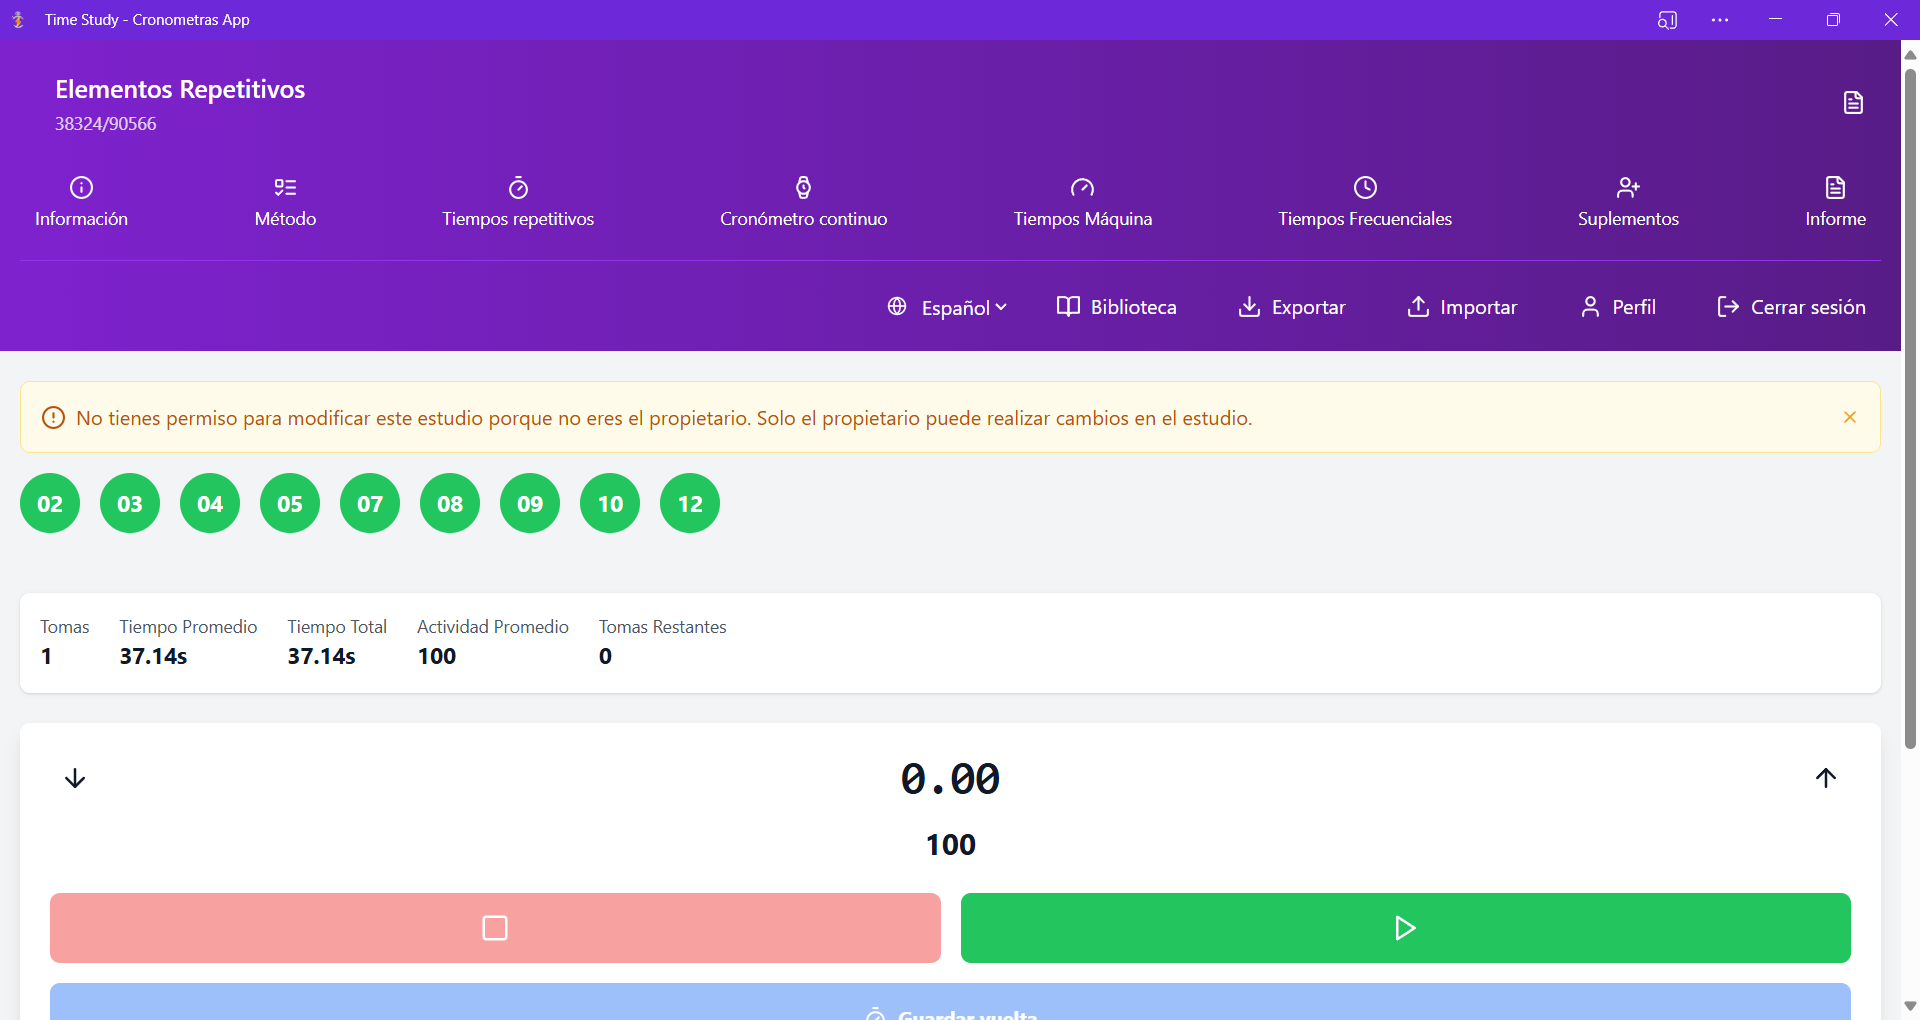 Time Study - Cronometras App
Elementos Repetitivos
38324/90566
Información
Método
Tiempos repetitivos
Cronómetro continuo
Tiempos Máquina
Tiempos Frecuenciales
Suplementos
Informe
Español
Biblioteca
Exportar
Importar
Perfil
Cerrar sesión
No tienes permiso para modificar este estudio porque no eres el propietario. Solo el propietario puede realizar cambios en el estudio.
02 03 04 05 07 08 09 10 12
Tomas
1
Tiempo Promedio
37.14s
Tiempo Total
37.14s
Actividad Promedio
100
Tomas Restantes
0
0.00
100
Guardar vuelta